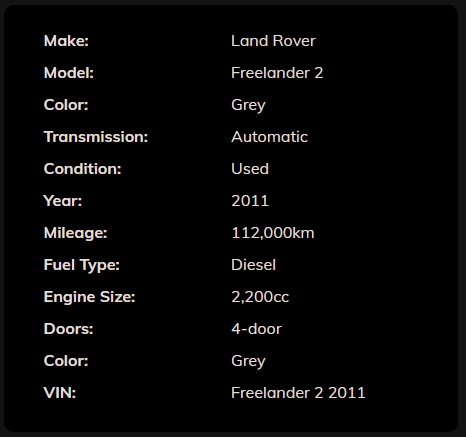 Make: Land Rover
Model: Freelander 2
Color: Grey
Transmission: Automatic
Condition: Used
Year: 2011
Mileage: 112,000km
Fuel Type: Diesel
Engine Size: 2,200cc
Doors: 4-door
Color: Grey
VIN: Freelander 2 2011